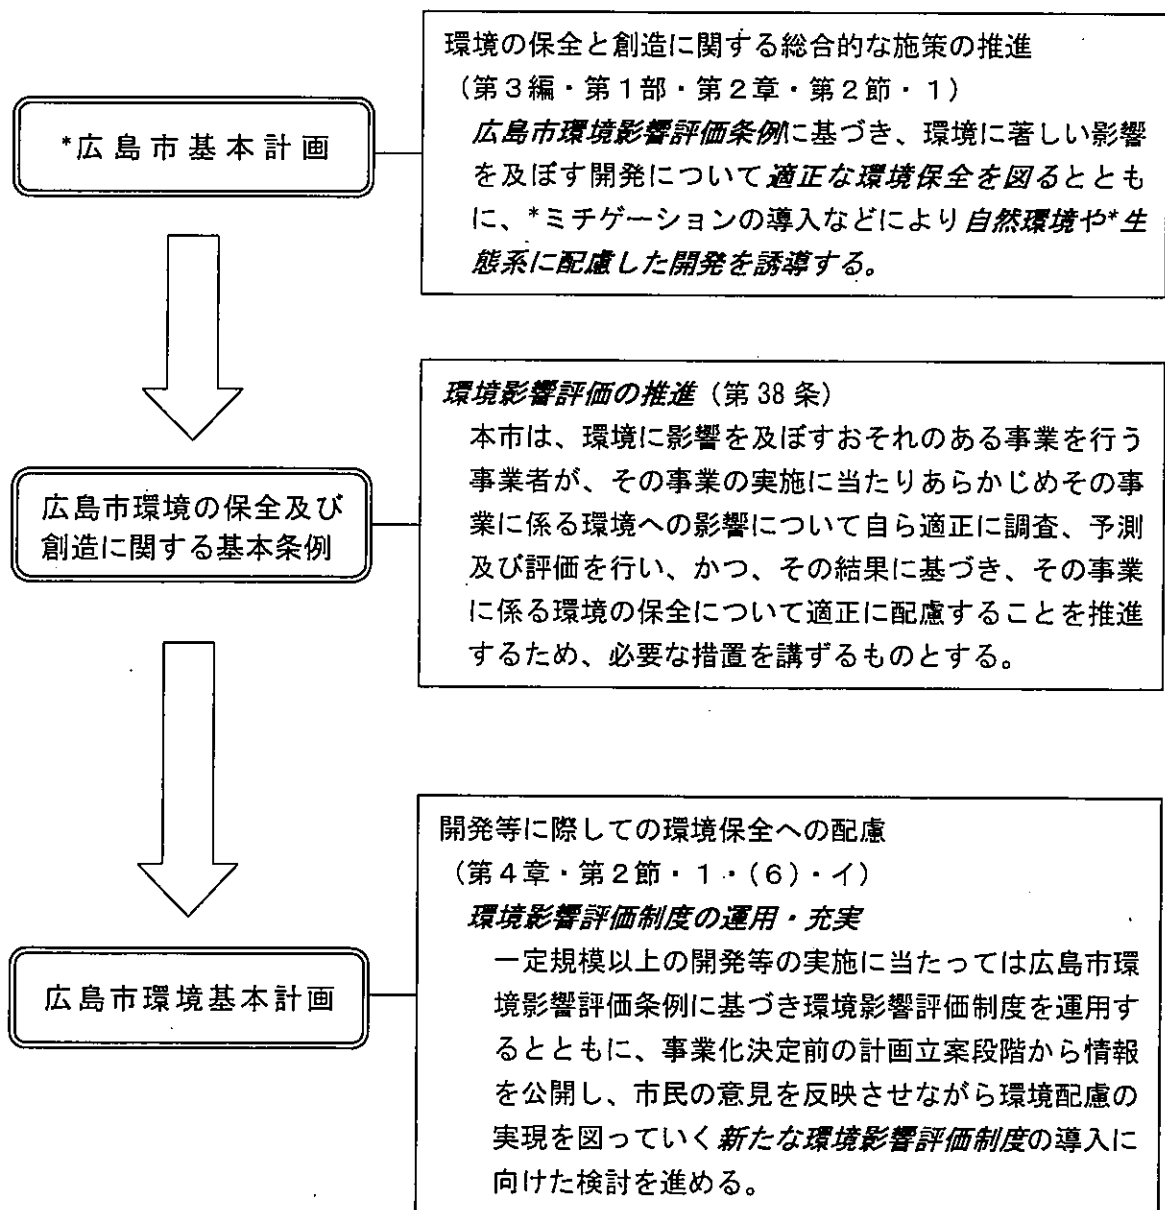 環境の保全と創造に関する総合的な施策の推進
(第3編・第1部・第2章・第2節・1)
*広島市基本計画
広島市環境影響評価条例に基づき、環境に著しい影響
を及ぼす開発について適正な環境保全を図るととも
に、*ミチゲーションの導入などにより自然環境や*生
態系に配慮した開発を誘導する。
環境影響評価の推進(第38条)
本市は、環境に影響を及ぼすおそれのある事業を行う
事業者が、その事業の実施に当たりあらかじめその事
業に係る環境への影響について自ら適正に調査、予測
及び評価を行い、かつ、その結果に基づき、その事業
に係る環境の保全について適正に配慮することを推進
するため、必要な措置を講ずるものとする。
広島市環境の保全及び
創造に関する基本条例
開発等に際しての環境保全への配慮
(第4章・第2節・1・(6)・イ)
環境影響評価制度の運用・充実
一定規模以上の開発等の実施に当たっては広島市環
境影響評価条例に基づき環境影響評価制度を運用す
るとともに、事業化決定前の計画立案段階から情報
を公開し、市民の意見を反映させながら環境配慮の
実現を図っていく新たな環境影響評価制度の導入に
向けた検討を進める。
広島市環境基本計画